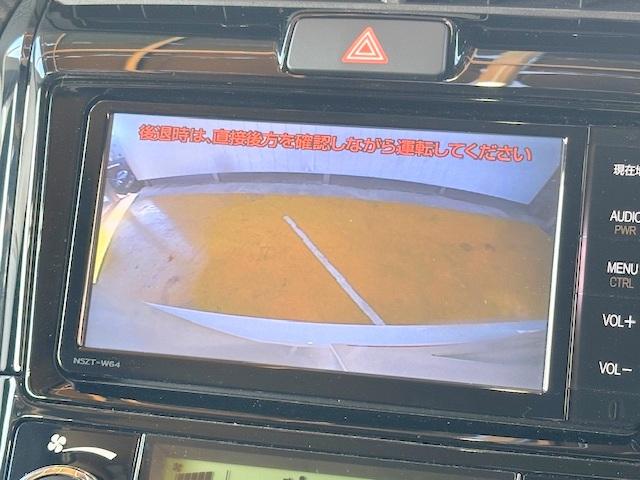 後退時は、直接後方を確認しながら運転してください
現在地
AUDIO
PWR
MENU
CTRL
VOL+
VOL-
NSZT-W64